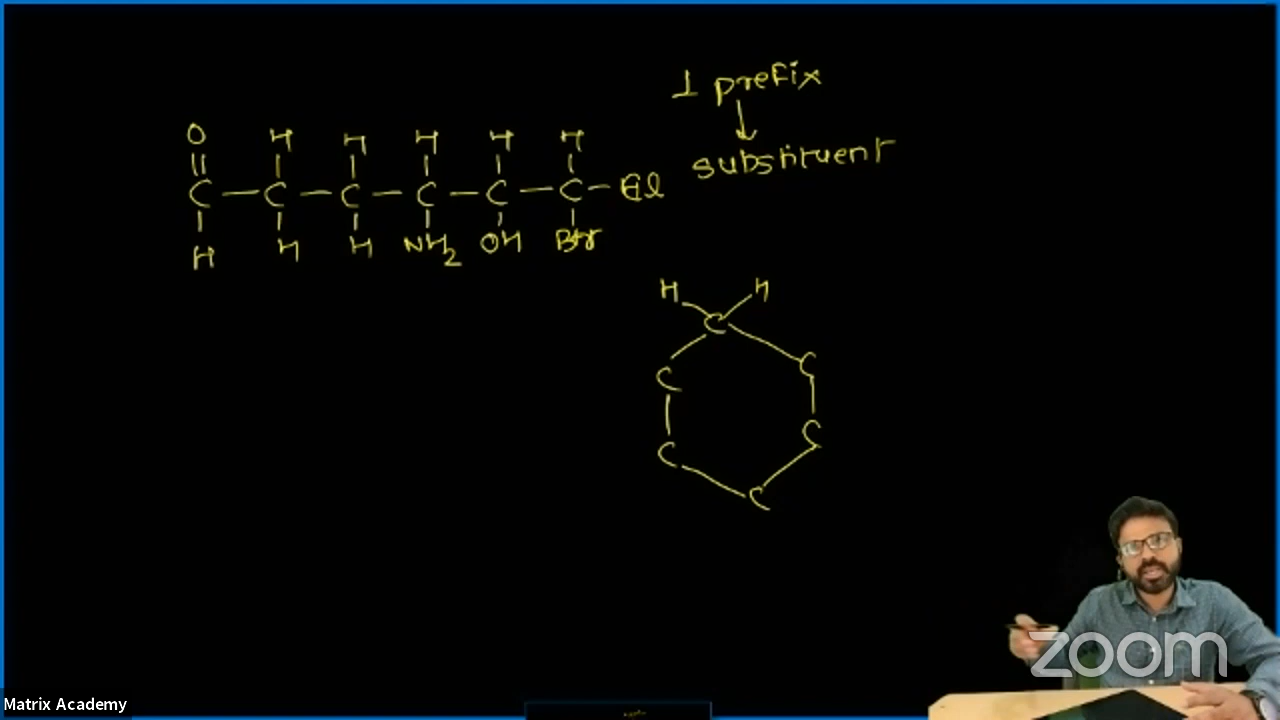 1 prefix
substituent
O H H H H H
C — C — C — C — C — C — Cl
H H H NH2 OH Br
H H
C
C C
C C
C
zoom
Matrix Academy